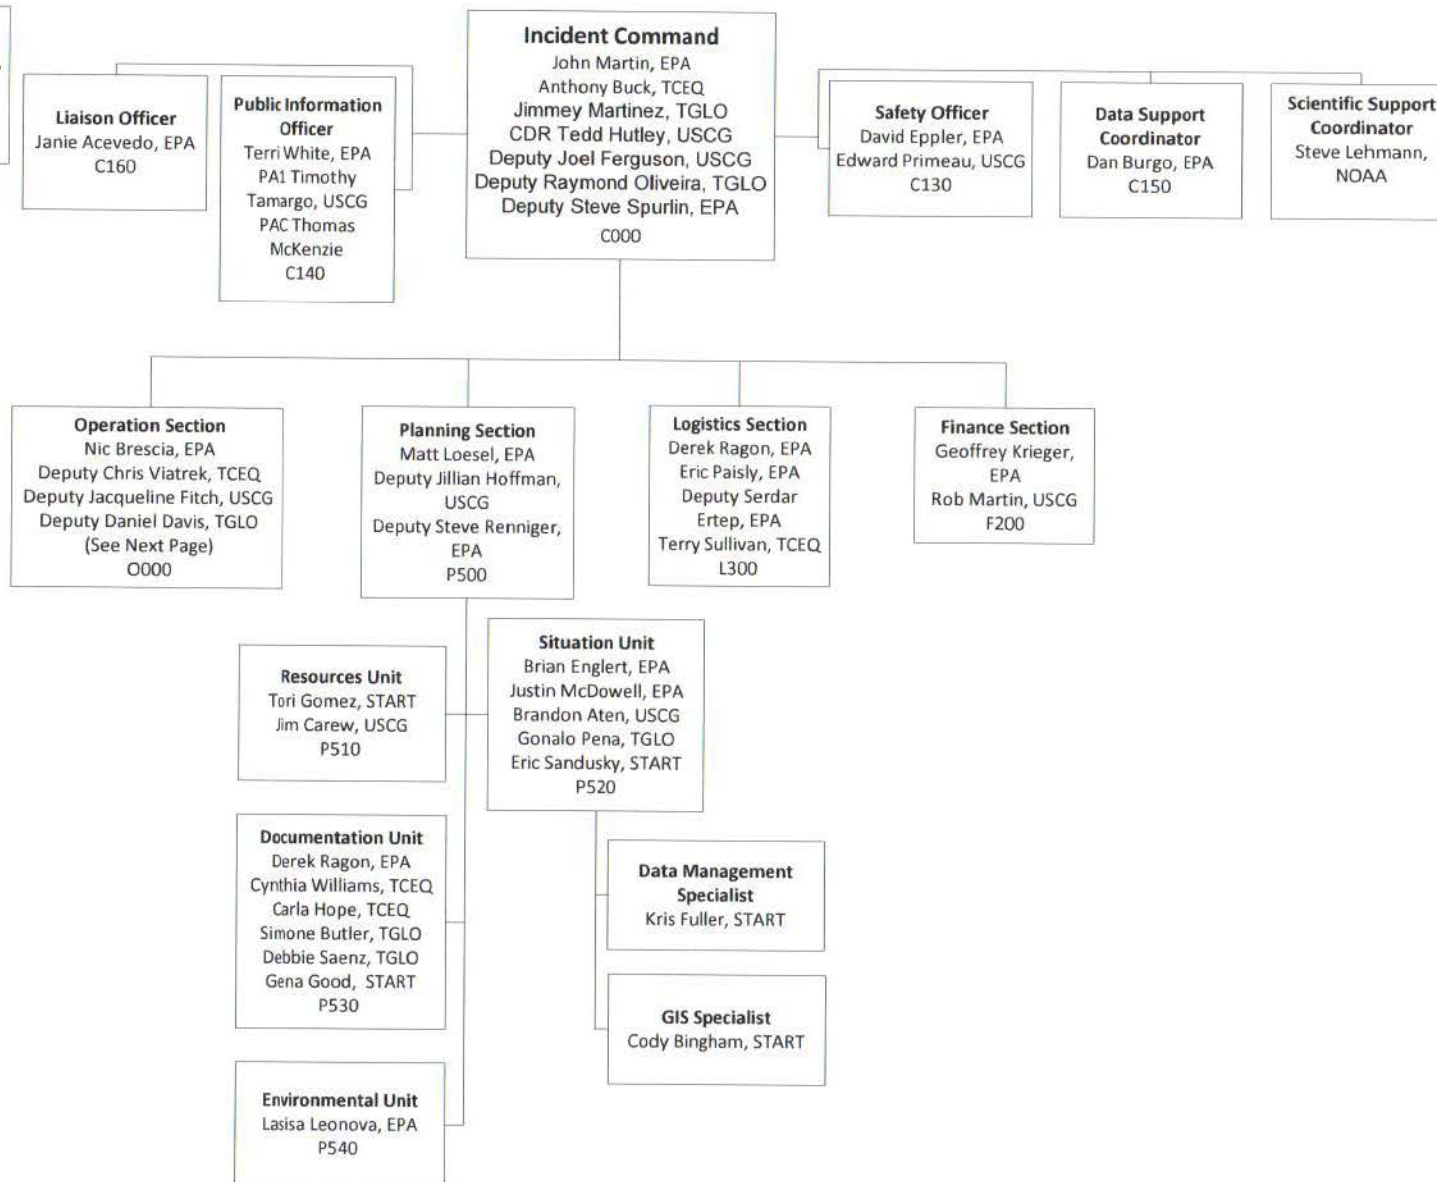 Incident Command
John Martin, EPA
Anthony Buck, TCEQ
Jimmey Martinez, TGLO
CDR Tedd Hutley, USCG
Deputy Joel Ferguson, USCG
Deputy Raymond Oliveira, TGLO
Deputy Steve Spurlin, EPA
C000
Liaison Officer
Janie Acevedo, EPA
C160
Public Information
Officer
Terri White, EPA
PA1 Timothy
Tamargo, USCG
PAC Thomas
McKenzie
C140
Safety Officer
David Eppler, EPA
Edward Primeau, USCG
C130
Data Support
Coordinator
Dan Burgo, EPA
C150
Scientific Support
Coordinator
Steve Lehmann,
NOAA
Operation Section
Nic Brescia, EPA
Deputy Chris Viatrek, TCEQ
Deputy Jacqueline Fitch, USCG
Deputy Daniel Davis, TGLO
(See Next Page)
O000
Planning Section
Matt Loesel, EPA
Deputy Jillian Hoffman,
USCG
Deputy Steve Renniger,
EPA
P500
Logistics Section
Derek Ragon, EPA
Eric Paisly, EPA
Deputy Serdar
Ertep, EPA
Terry Sullivan, TCEQ
L300
Finance Section
Geoffrey Krieger,
EPA
Rob Martin, USCG
F200
Resources Unit
Tori Gomez, START
Jim Carew, USCG
P510
Situation Unit
Brian Englert, EPA
Justin McDowell, EPA
Brandon Aten, USCG
Gonalo Pena, TGLO
Eric Sandusky, START
P520
Documentation Unit
Derek Ragon, EPA
Cynthia Williams, TCEQ
Carla Hope, TCEQ
Simone Butler, TGLO
Debbie Saenz, TGLO
Gena Good, START
P530
Data Management
Specialist
Kris Fuller, START
GIS Specialist
Cody Bingham, START
Environmental Unit
Lasisa Leonova, EPA
P540